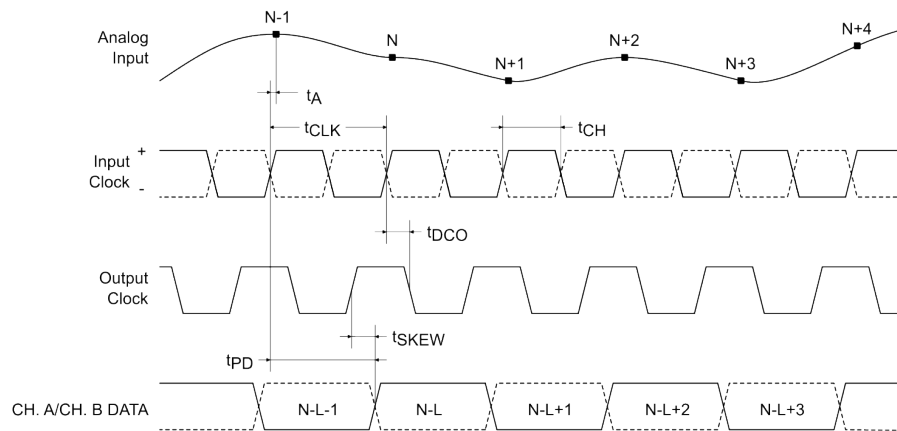 N-1
N
N+1
N+2
N+3
N+4
Analog
Input
tA
tCLK
tCH
Input
Clock
+
-
tDCO
Output
Clock
tSKEW
tPD
CH. A/CH. B DATA
N-L-1
N-L
N-L+1
N-L+2
N-L+3